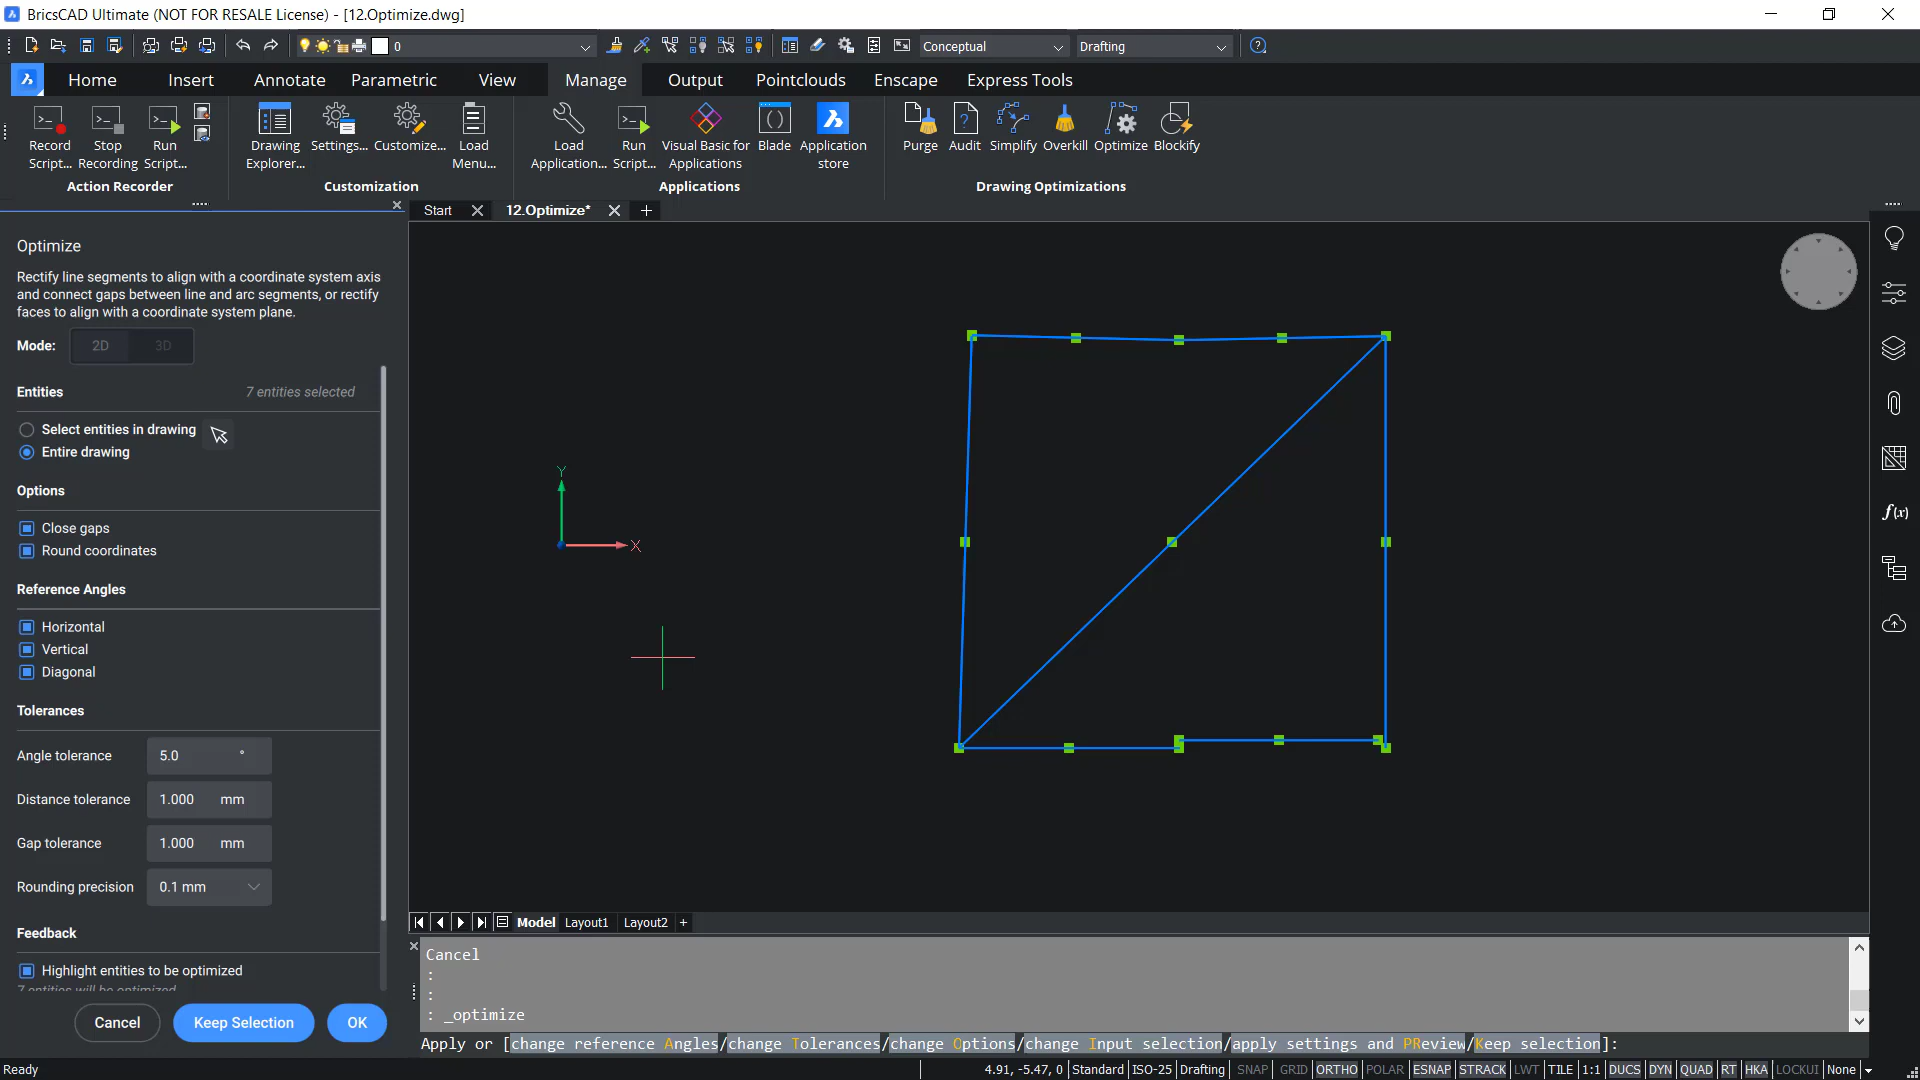 BricsCAD Ultimate (NOT FOR RESALE License) - [12.Optimize.dwg]
0
Conceptual
Drafting
Home Insert Annotate Parametric View Manage Output Pointclouds Enscape Express Tools
Record Script...
Stop Recording
Run Script...
Action Recorder
Drawing Explorer...
Settings...
Customize...
Load Menu...
Customization
Load Application...
Run Script...
Visual Basic for Applications
Blade
Application store
Applications
Purge
Audit
Simplify
Overkill
Optimize
Blockify
Drawing Optimizations
Start
12.Optimize*
Optimize
Rectify line segments to align with a coordinate system axis
and connect gaps between line and arc segments, or rectify
faces to align with a coordinate system plane.
Mode: 2D 3D
Entities 7 entities selected
Select entities in drawing
Entire drawing
Options
Close gaps
Round coordinates
Reference Angles
Horizontal
Vertical
Diagonal
Tolerances
Angle tolerance 5.0 °
Distance tolerance 1.000 mm
Gap tolerance 1.000 mm
Rounding precision 0.1 mm
Feedback
Highlight entities to be optimized
7 entities will be optimized
Cancel Keep Selection OK
Y
X
f(x)
Model Layout1 Layout2 +
Cancel
:
:
: _optimize
Apply or [change reference Angles/change Tolerances/change Options/change Input selection/apply settings and PReview/Keep selection]:
Ready
4.91, -5.47, 0 Standard ISO-25 Drafting SNAP GRID ORTHO POLAR ESNAP STRACK LWT TILE 1:1 DUCS DYN QUAD RT HKA LOCKUI None